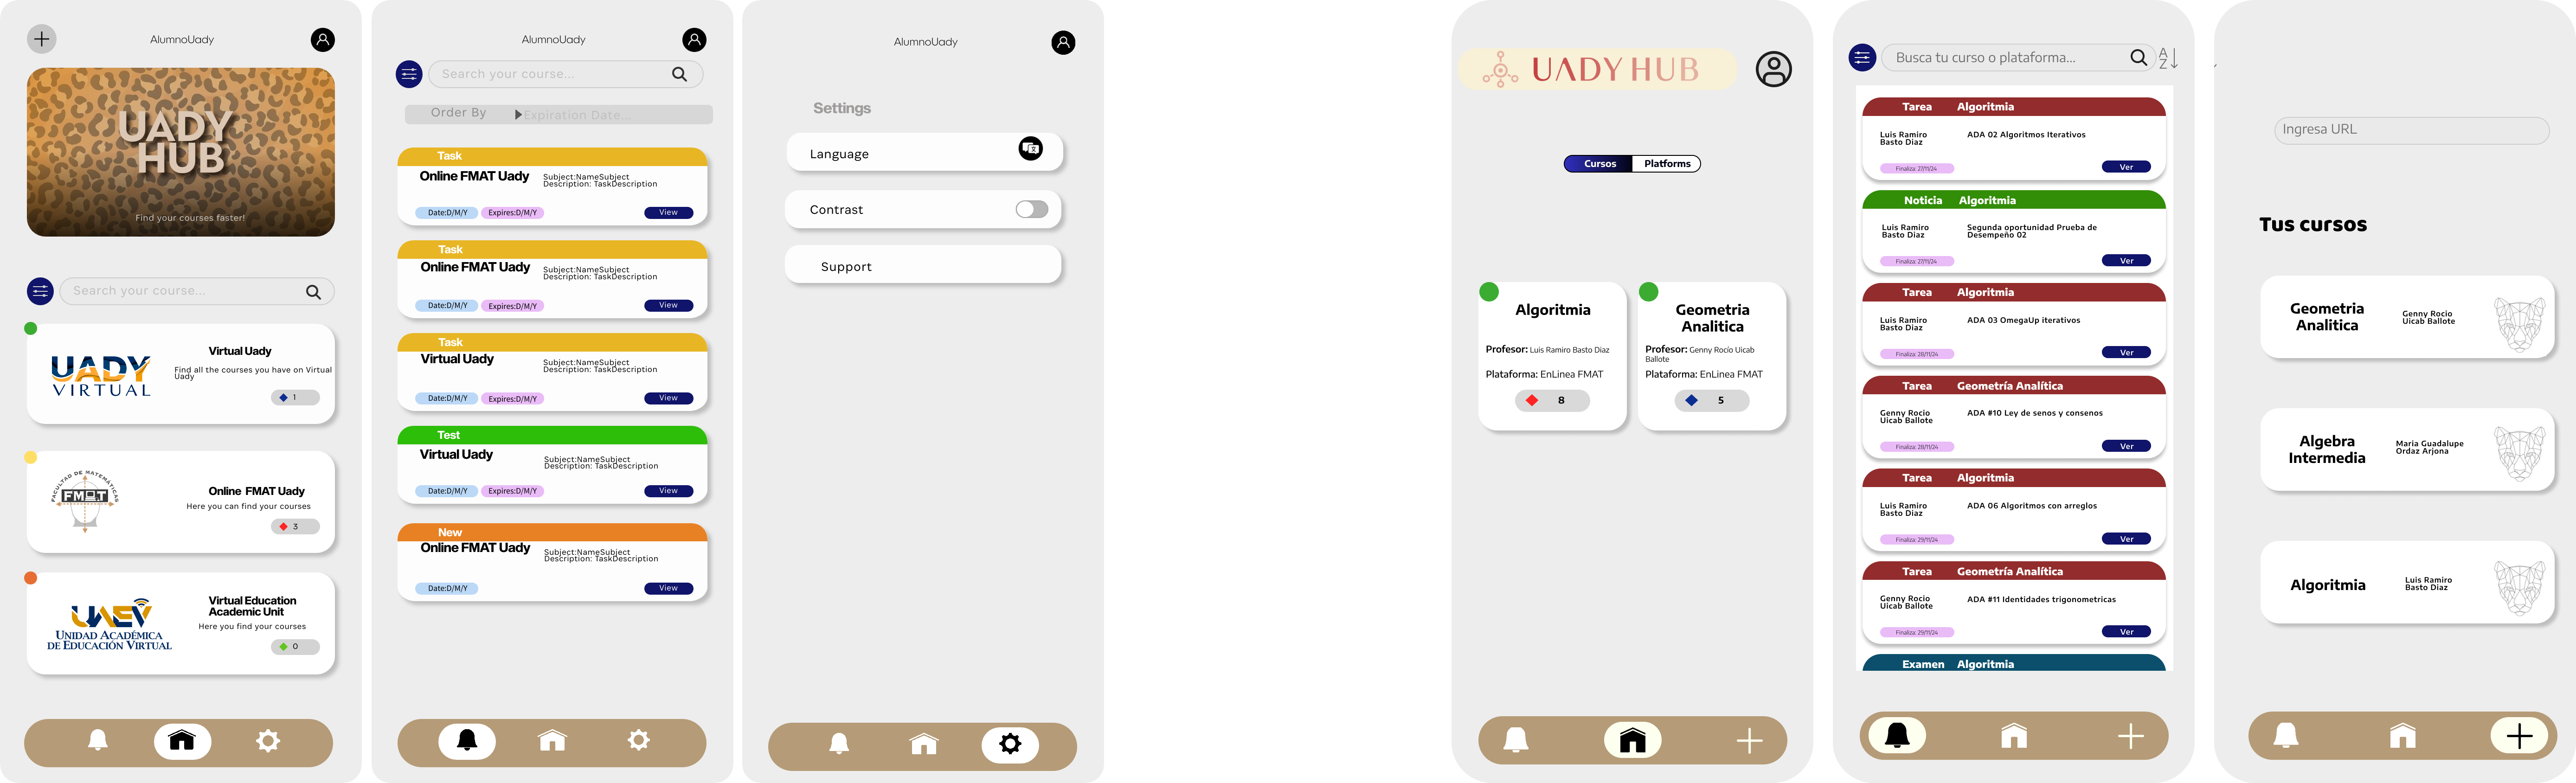 AlumnoUady
UADY
HUB
Find your courses faster!
Search your course...
Virtual Uady
UADY
VIRTUAL
Find all the courses you have on Virtual
Uady
1
FACULTAD DE MATEMÁTICAS
FMAT
Online FMAT Uady
Here you can find your courses
3
UAEV
UNIDAD ACADÉMICA
DE EDUCACIÓN VIRTUAL
Virtual Education
Academic Unit
Here you find your courses
0
AlumnoUady
Search your course...
Order By
Expiration Date...
Task
Online FMAT Uady
Subject:NameSubject
Description: TaskDescription
Date:D/M/Y
Expires:D/M/Y
View
Task
Online FMAT Uady
Subject:NameSubject
Description: TaskDescription
Date:D/M/Y
Expires:D/M/Y
View
Task
Virtual Uady
Subject:NameSubject
Description: TaskDescription
Date:D/M/Y
Expires:D/M/Y
View
Test
Virtual Uady
Subject:NameSubject
Description: TaskDescription
Date:D/M/Y
Expires:D/M/Y
View
New
Online FMAT Uady
Subject:NameSubject
Description: TaskDescription
Date:D/M/Y
View
AlumnoUady
Settings
Language
Contrast
Support
UADY HUB
Cursos
Platforms
Algoritmia
Profesor: Luis Ramiro Basto Diaz
Plataforma: EnLinea FMAT
8
Geometria
Analitica
Profesor: Genny Rocío Uicab
Ballote
Plataforma: EnLinea FMAT
5
Busca tu curso o plataforma...
A
Z
Tarea Algoritmia
Luis Ramiro
Basto Diaz
ADA 02 Algoritmos Iterativos
Finaliza: 27/11/24
Ver
Noticia Algoritmia
Luis Ramiro
Basto Diaz
Segunda oportunidad Prueba de
Desempeño 02
Finaliza: 27/11/24
Ver
Tarea Algoritmia
Luis Ramiro
Basto Diaz
ADA 03 OmegaUp iterativos
Finaliza: 28/11/24
Ver
Tarea Geometría Analítica
Genny Rocio
Uicab Ballote
ADA #10 Ley de senos y consenos
Finaliza: 28/11/24
Ver
Tarea Algoritmia
Luis Ramiro
Basto Diaz
ADA 06 Algoritmos con arreglos
Finaliza: 29/11/24
Ver
Tarea Geometría Analítica
Genny Rocio
Uicab Ballote
ADA #11 Identidades trigonometricas
Finaliza: 29/11/24
Ver
Examen Algoritmia
Ingresa URL
Tus cursos
Geometria
Analitica
Genny Rocio
Uicab Ballote
Algebra
Intermedia
Maria Guadalupe
Ordaz Arjona
Algoritmia
Luis Ramiro
Basto Diaz